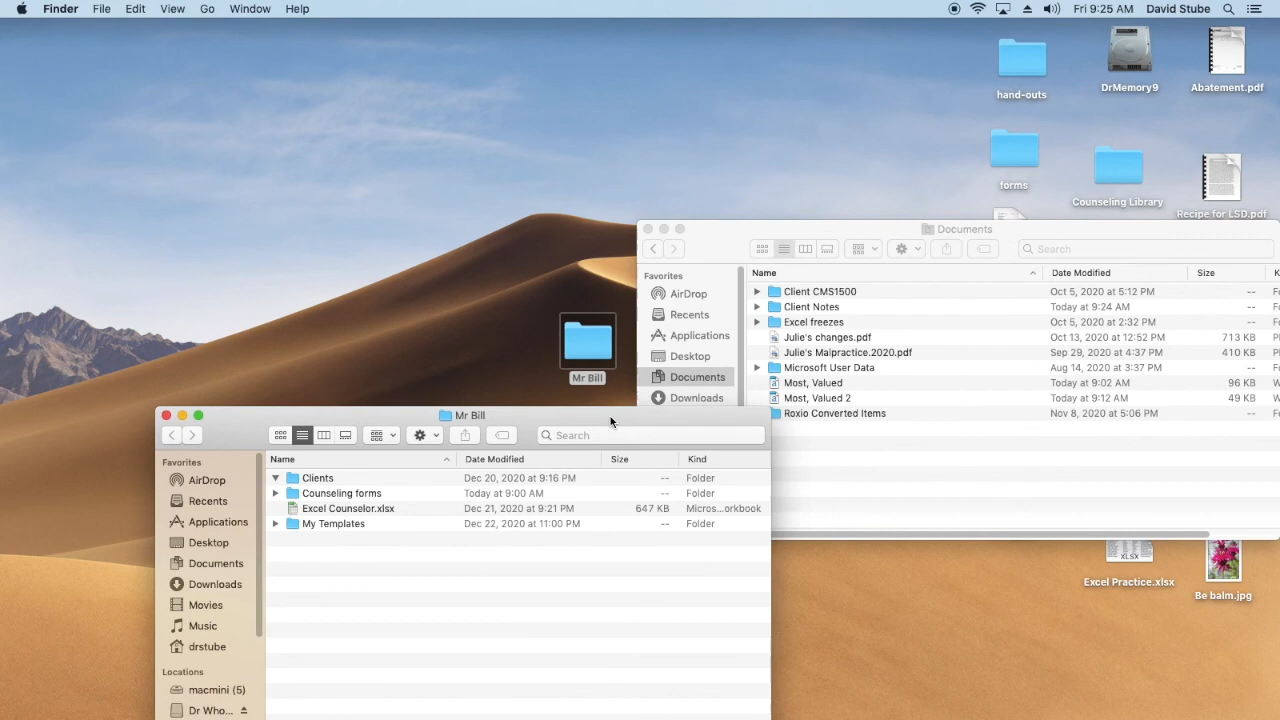 Finder File Edit View Go Window Help Fri 9:25 AM David Stube
hand-outs
DrMemory9
Abatement.pdf
forms
Counseling Library
Recipe for LSD.pdf
Mr Bill
Documents
Search
Favorites
AirDrop
Recents
Applications
Desktop
Documents
Downloads
Name Date Modified Size K
Client CMS1500 Oct 5, 2020 at 5:12 PM -- Fo
Client Notes Today at 9:24 AM -- Fo
Excel freezes Oct 5, 2020 at 2:32 PM -- Fo
Julie's changes.pdf Oct 13, 2020 at 12:52 PM 713 KB
Julie's Malpractice.2020.pdf Sep 29, 2020 at 4:37 PM 410 KB
Microsoft User Data Aug 14, 2020 at 3:37 PM -- Fo
Most, Valued Today at 9:02 AM 96 KB
Most, Valued 2 Today at 9:12 AM 49 KB
Roxio Converted Items Nov 8, 2020 at 5:06 PM -- Fo
Mr Bill
Search
Favorites
AirDrop
Recents
Applications
Desktop
Documents
Downloads
Movies
Music
drstube
Locations
macmini (5)
Dr Who...
Name Date Modified Size Kind
Clients Dec 20, 2020 at 9:16 PM -- Folder
Counseling forms Today at 9:00 AM -- Folder
Excel Counselor.xlsx Dec 21, 2020 at 9:21 PM 647 KB Micros...orkbook
My Templates Dec 22, 2020 at 11:00 PM -- Folder
XLSX
Excel Practice.xlsx
Be balm.jpg